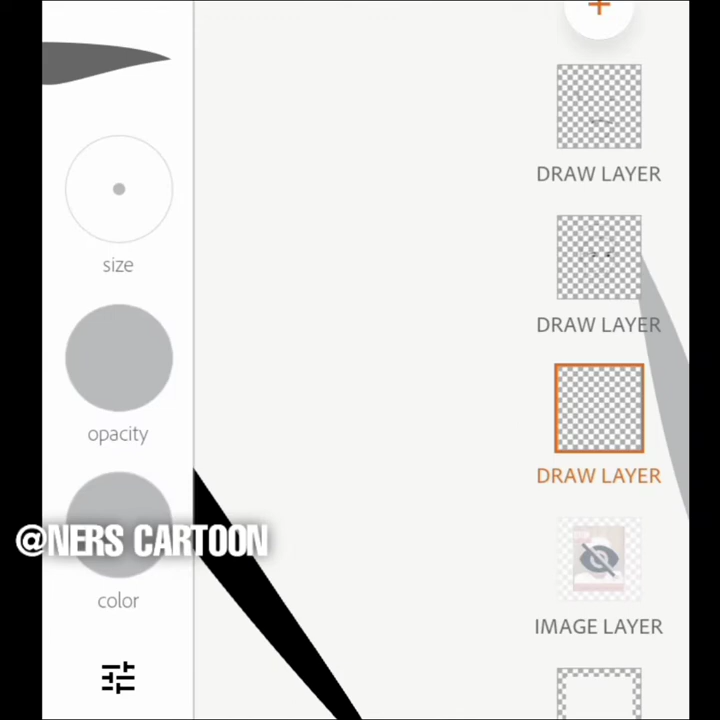 DRAW LAYER
size
DRAW LAYER
opacity
DRAW LAYER
@NERS CARTOON
color
IMAGE LAYER